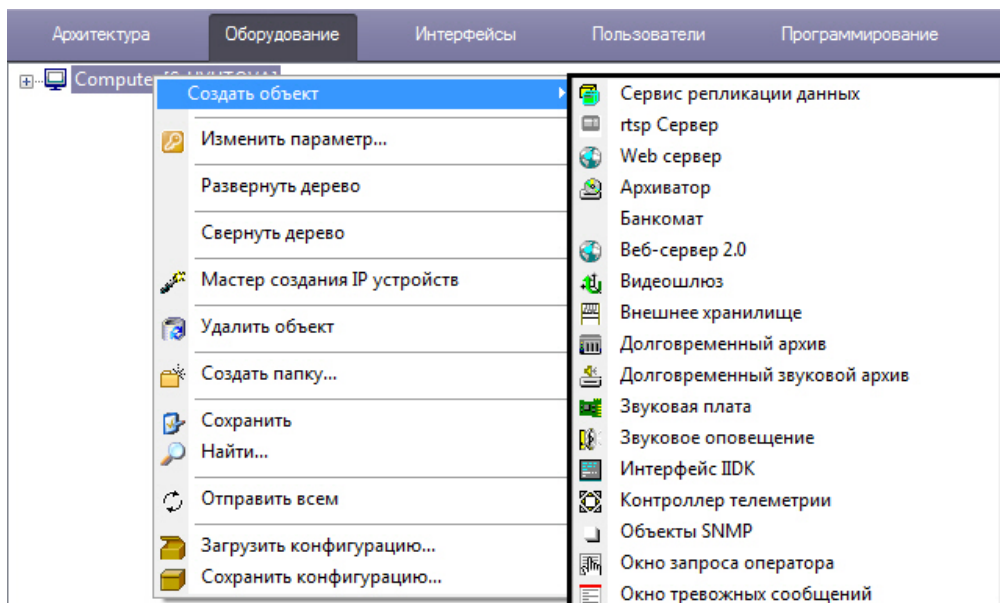 Архитектура Оборудование Интерфейсы Пользователи Программирование
Computer
Создать объект
Изменить параметр...
Развернуть дерево
Свернуть дерево
Мастер создания IP устройств
Удалить объект
Создать папку...
Сохранить
Найти...
Отправить всем
Загрузить конфигурацию...
Сохранить конфигурацию...
Сервис репликации данных
rtsp Сервер
Web сервер
Архиватор
Банкомат
Веб-сервер 2.0
Видеошлюз
Внешнее хранилище
Долговременный архив
Долговременный звуковой архив
Звуковая плата
Звуковое оповещение
Интерфейс IIDK
Контроллер телеметрии
Объекты SNMP
Окно запроса оператора
Окно тревожных сообщений